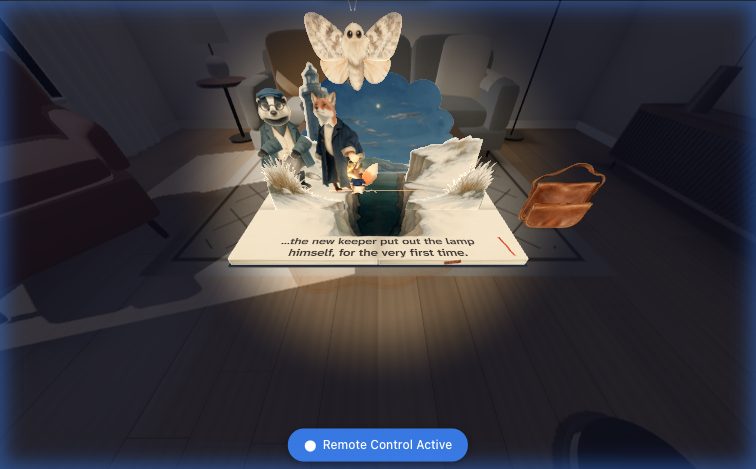 ...the new keeper put out the lamp
himself, for the very first time.
Remote Control Active